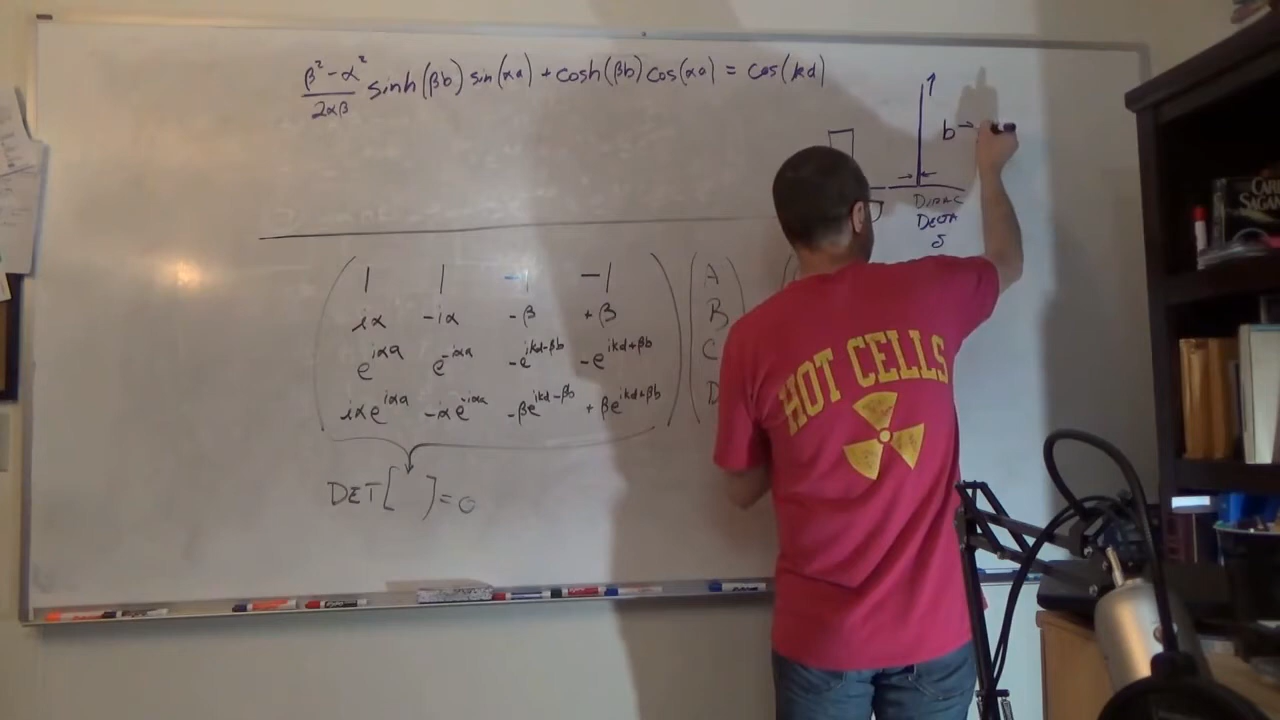 β² - α² / 2αβ sinh(βb) sin(αa) + cosh(βb) cos(αa) = cos(kd)
b →
DIRAC
DELTA
δ
1 1 -1 -1 A
iα -iα -β +β B
e^{iαa} e^{-iαa} -e^{ikd-βb} -e^{ikd+βb} C
iαe^{iαa} -iαe^{-iαa} -βe^{ikd-βb} +βe^{ikd+βb} D
DET[ ] = 0
HOT CELLS
SAGAN